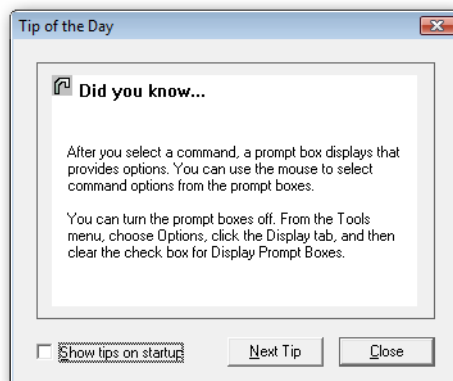 Tip of the Day
Did you know...
After you select a command, a prompt box displays that
provides options. You can use the mouse to select
command options from the prompt boxes.
You can turn the prompt boxes off. From the Tools
menu, choose Options, click the Display tab, and then
clear the check box for Display Prompt Boxes.
Show tips on startup Next Tip Close